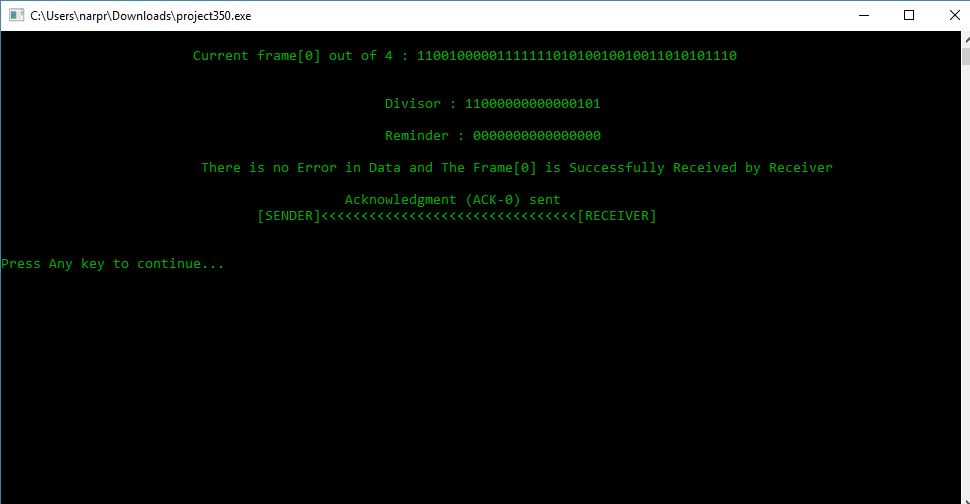 C:\Users\narpr\Downloads\project350.exe
Current frame[0] out of 4 : 11001000001111111101010010010011010101110
Divisor : 11000000000000101
Reminder : 0000000000000000
There is no Error in Data and The Frame[0] is Successfully Received by Receiver
Acknowledgment (ACK-0) sent
[SENDER]<<<<<<<<<<<<<<<<<<<<<<<<<<<<<<<<[RECEIVER]
Press Any key to continue...